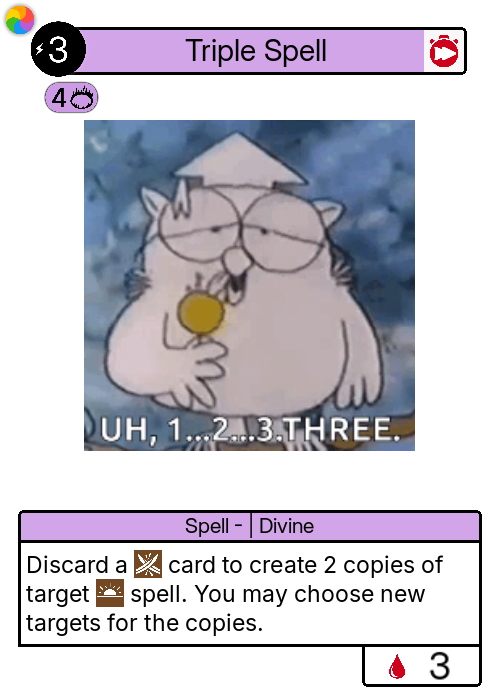 3
Triple Spell
4
UH, 1...2...3.THREE.
Spell - | Divine
Discard a card to create 2 copies of
target spell. You may choose new
targets for the copies.
3